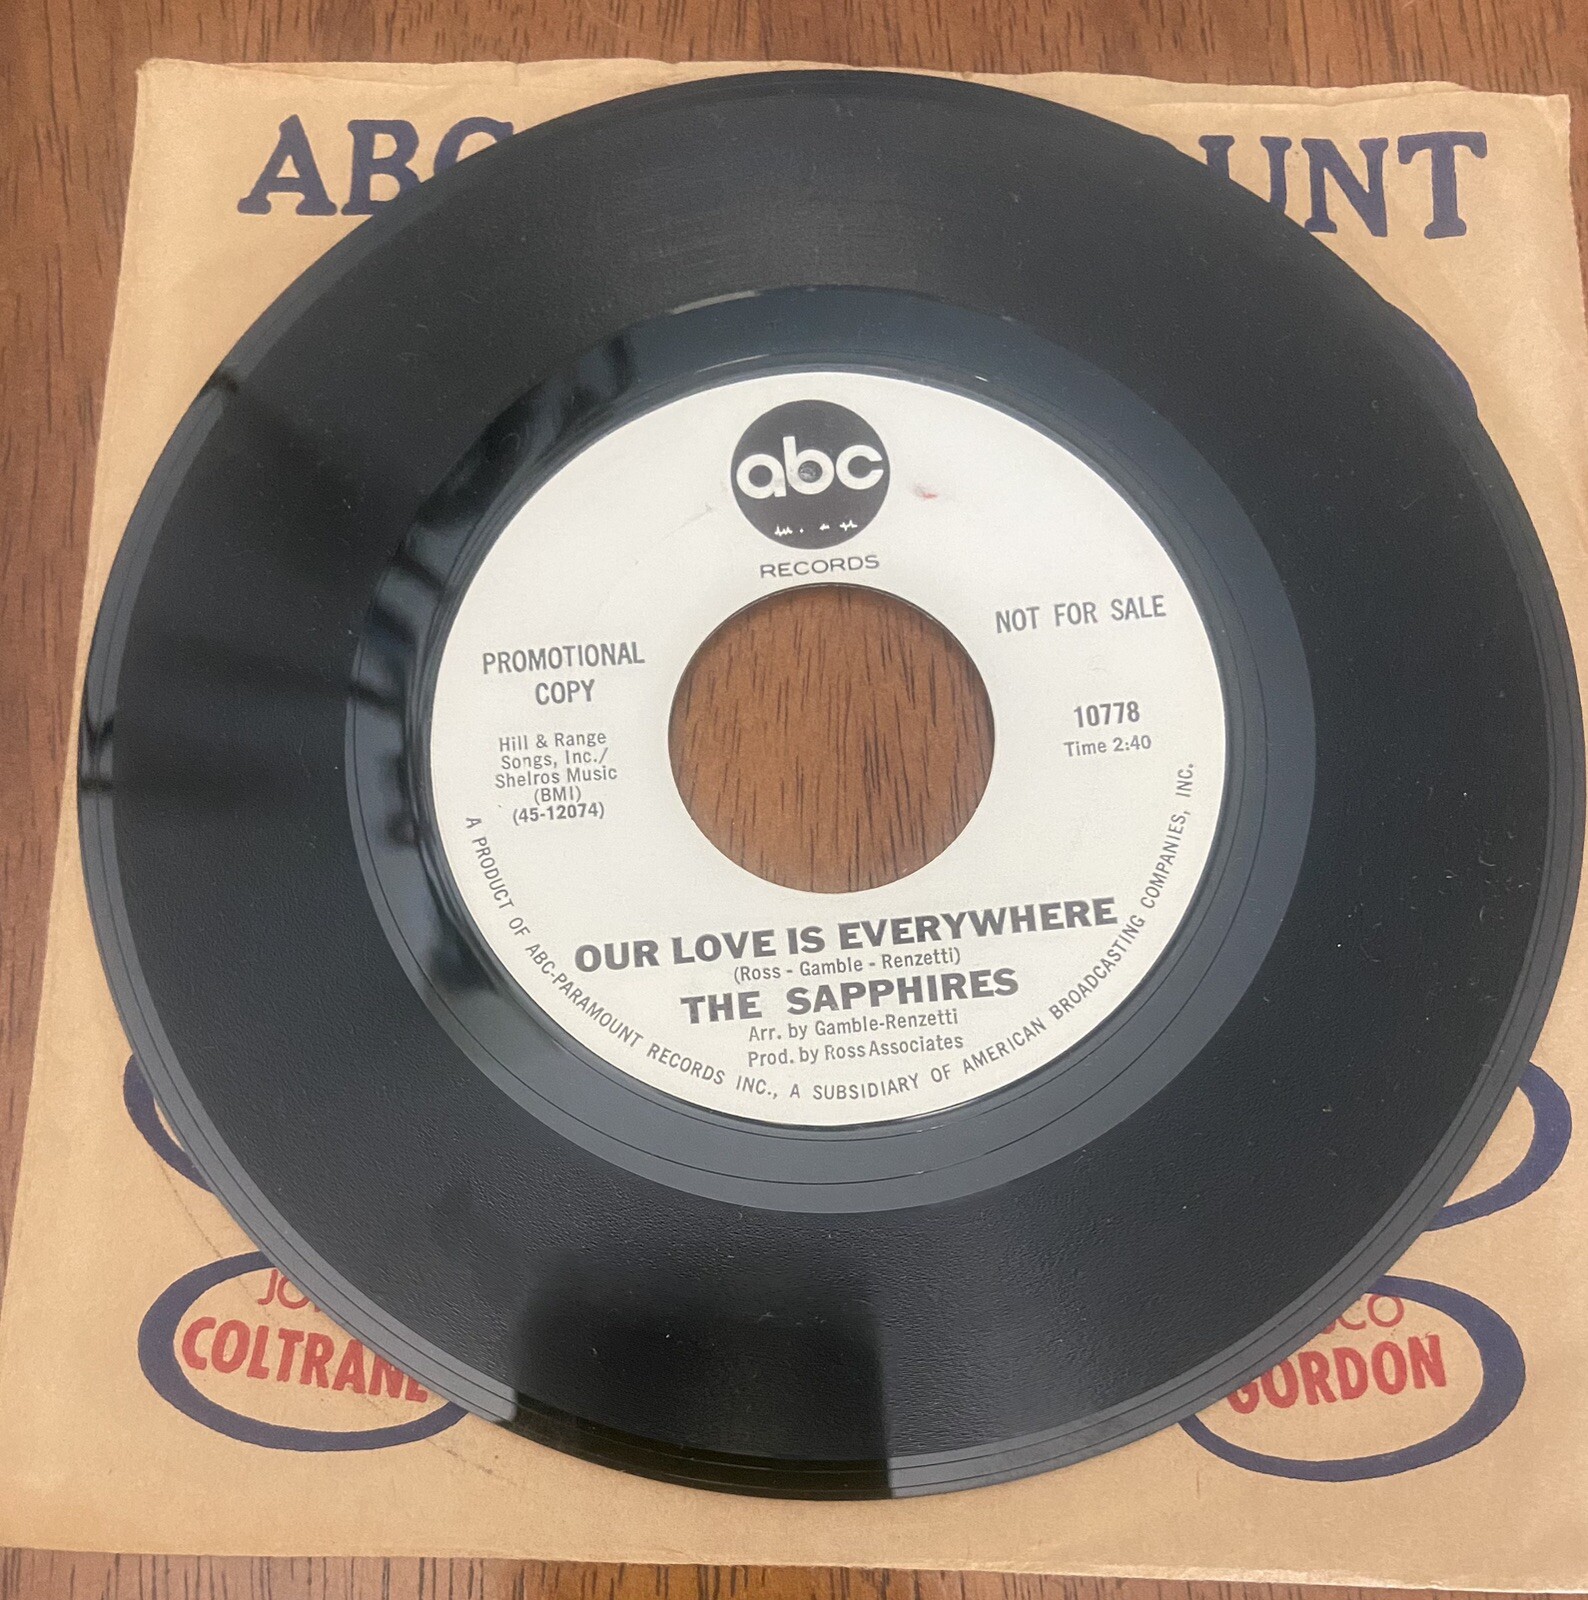 ABC
UNT
abc
RECORDS
NOT FOR SALE
PROMOTIONAL
COPY
Hill & Range
Songs, Inc./
Shelros Music
(BMI)
(45-12074)
10778
Time 2:40
OUR LOVE IS EVERYWHERE
(Ross - Gamble - Renzetti)
THE SAPPHIRES
Arr. by Gamble-Renzetti
Prod. by Ross Associates
A PRODUCT OF ABC-PARAMOUNT RECORDS INC., A SUBSIDIARY OF AMERICAN BROADCASTING COMPANIES, INC.
COLTRANE
GORDON